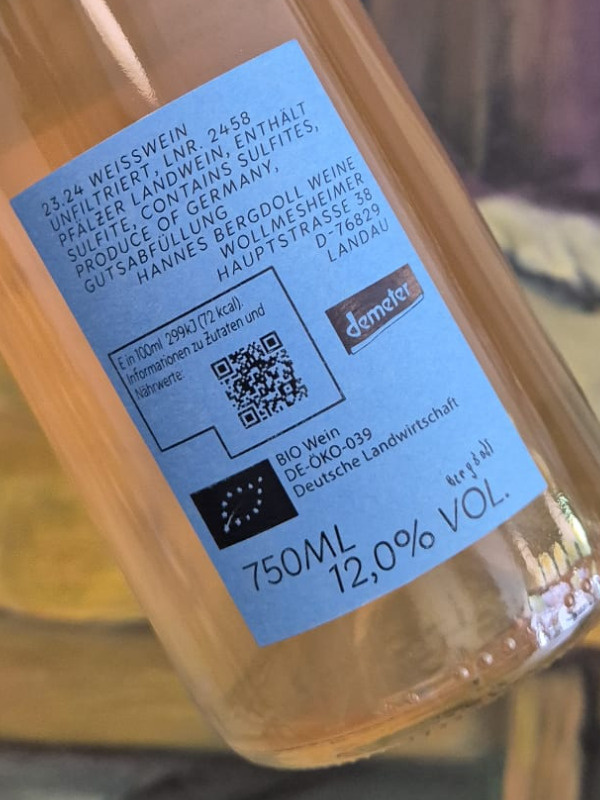 23.24 WEISSWEIN
UNFILTRIERT, LNR. 2458
PFÄLZER LANDWEIN, ENTHÄLT
SULFITE, CONTAINS SULFITES,
PRODUCE OF GERMANY,
GUTSABFÜLLUNG
HANNES BERGDOLL WEINE
WOLLMESHEIMER
HAUPTSTRASSE 38
D-76829
LANDAU
E in 100ml 299kJ (72 kcal).
Informationen zu Zutaten und
Nährwerte:
demeter
BIO Wein
DE-ÖKO-039
Deutsche Landwirtschaft
Bergdoll
750ML
12,0% VOL.